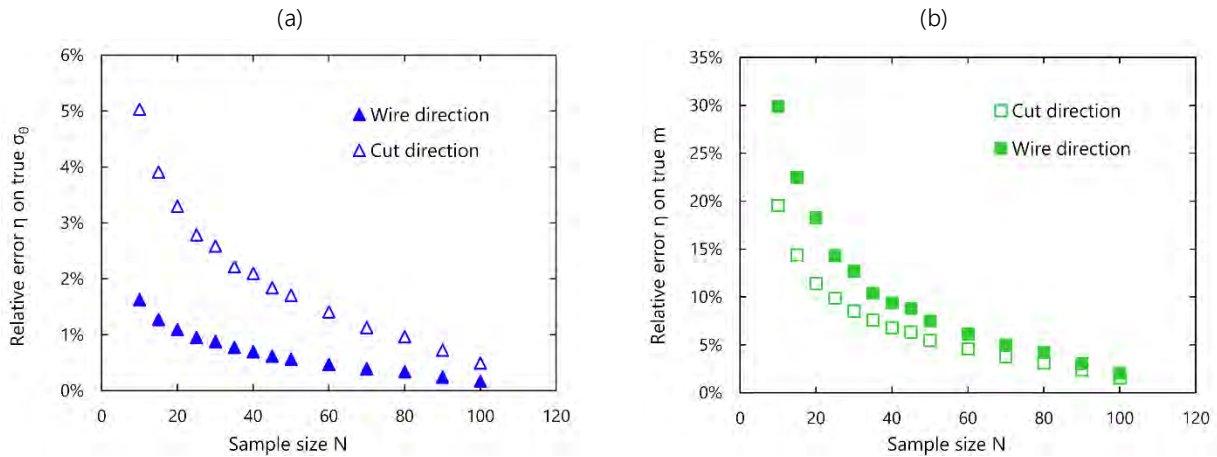 (a)
Relative error η on true σθ
6%
5%
4%
3%
2%
1%
0%
Wire direction
Cut direction
0 20 40 60 80 100 120
Sample size N
(b)
Relative error η on true m
35%
30%
25%
20%
15%
10%
5%
0%
Cut direction
Wire direction
0 20 40 60 80 100 120
Sample size N